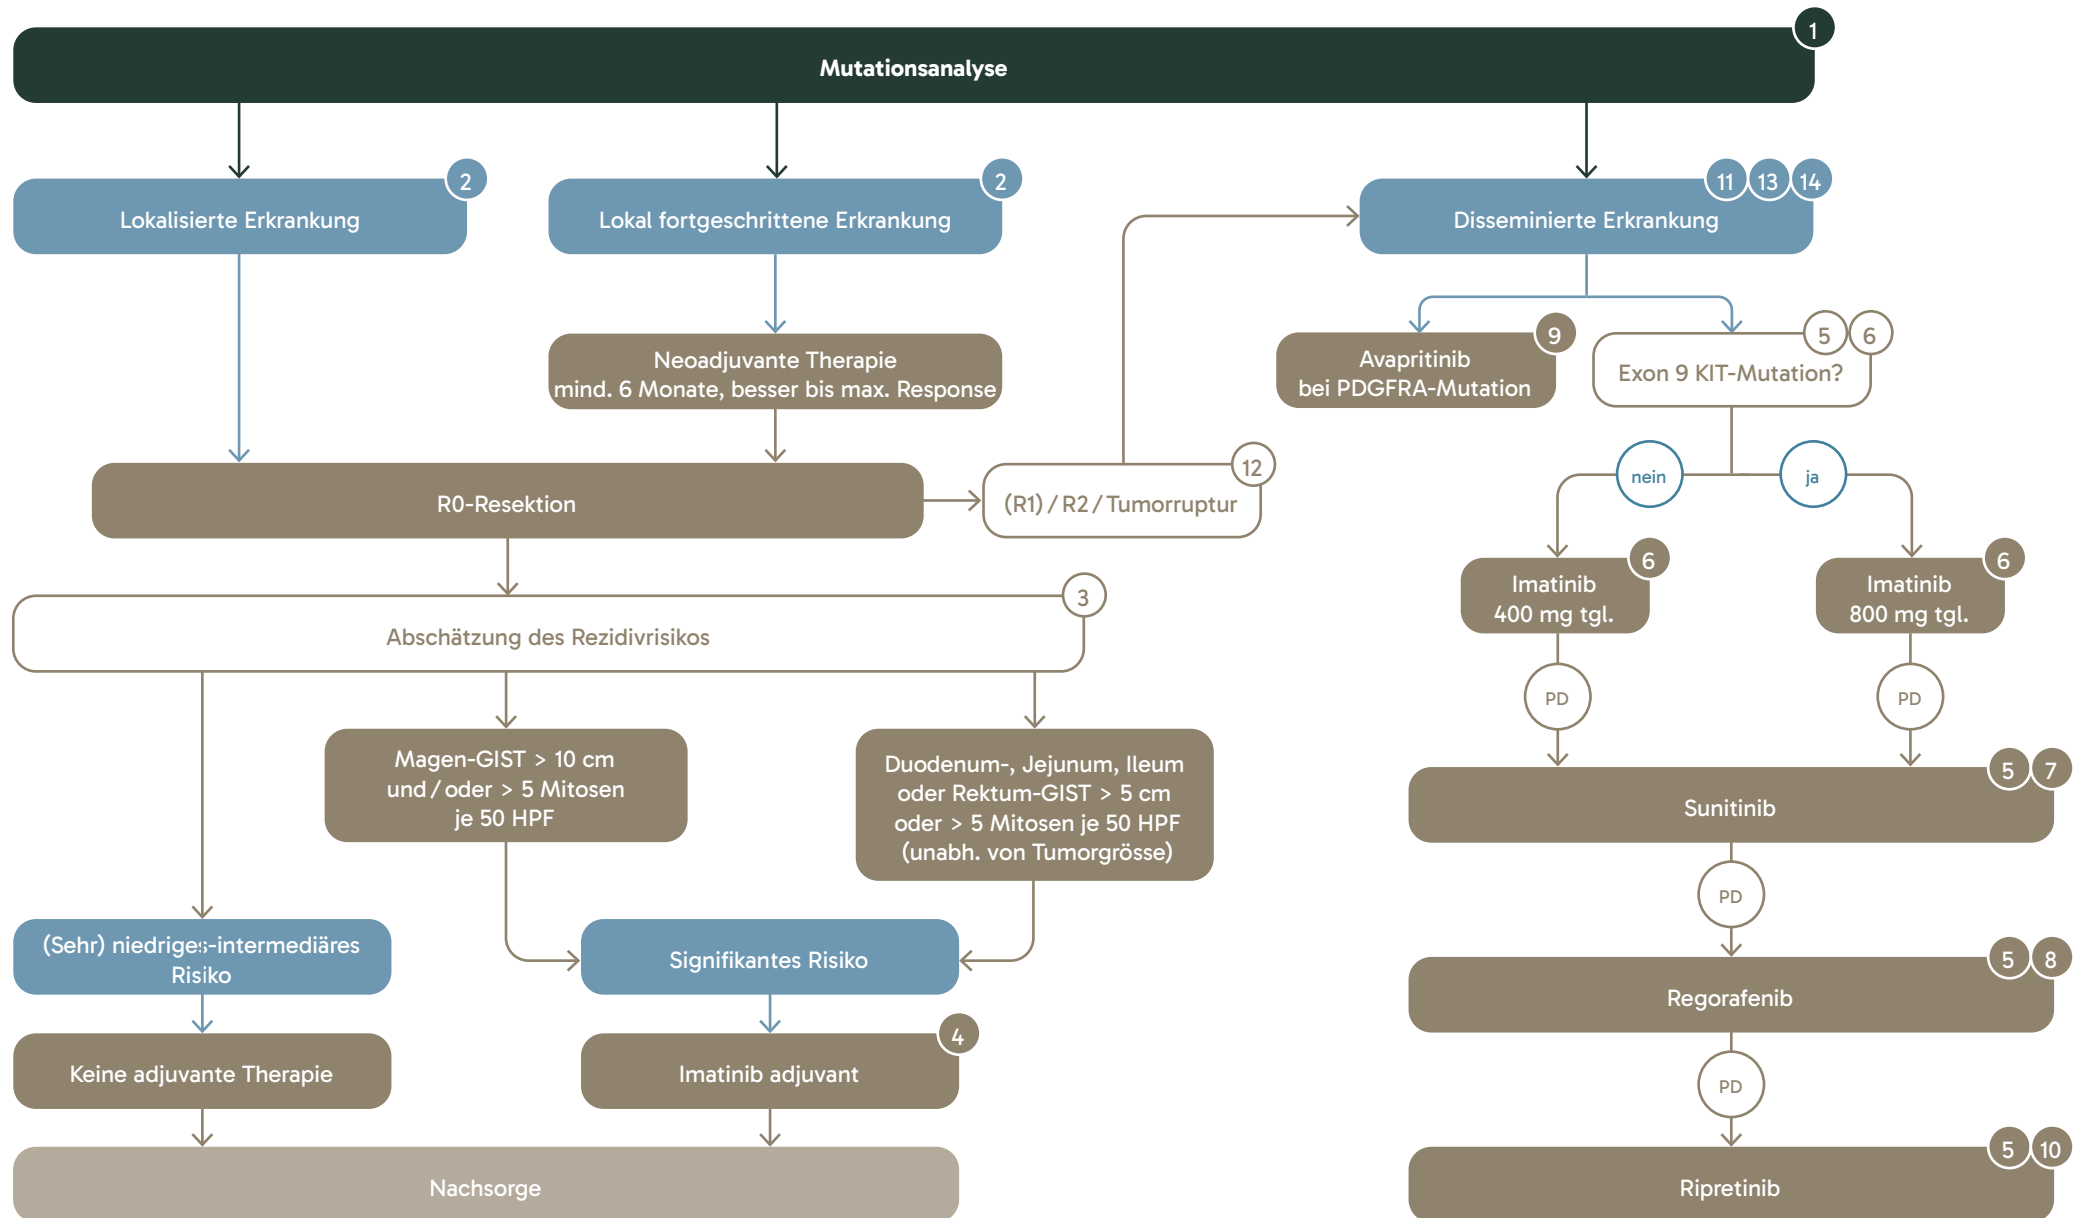 1
Mutationsanalyse
2
Lokalisierte Erkrankung
2
Lokal fortgeschrittene Erkrankung
11 13 14
Disseminierte Erkrankung
Neoadjuvante Therapie
mind. 6 Monate, besser bis max. Response
9
Avapritinib
bei PDGFRA-Mutation
5 6
Exon 9 KIT-Mutation?
nein
ja
R0-Resektion
12
(R1) / R2 / Tumorruptur
6
Imatinib
400 mg tgl.
6
Imatinib
800 mg tgl.
3
Abschätzung des Rezidivrisikos
PD
PD
Magen-GIST > 10 cm
und / oder > 5 Mitosen
je 50 HPF
Duodenum-, Jejunum, Ileum
oder Rektum-GIST > 5 cm
oder > 5 Mitosen je 50 HPF
(unabh. von Tumorgrösse)
5 7
Sunitinib
PD
(Sehr) niedriges-intermediäres
Risiko
Signifikantes Risiko
5 8
Regorafenib
Keine adjuvante Therapie
4
Imatinib adjuvant
PD
Nachsorge
5 10
Ripretinib